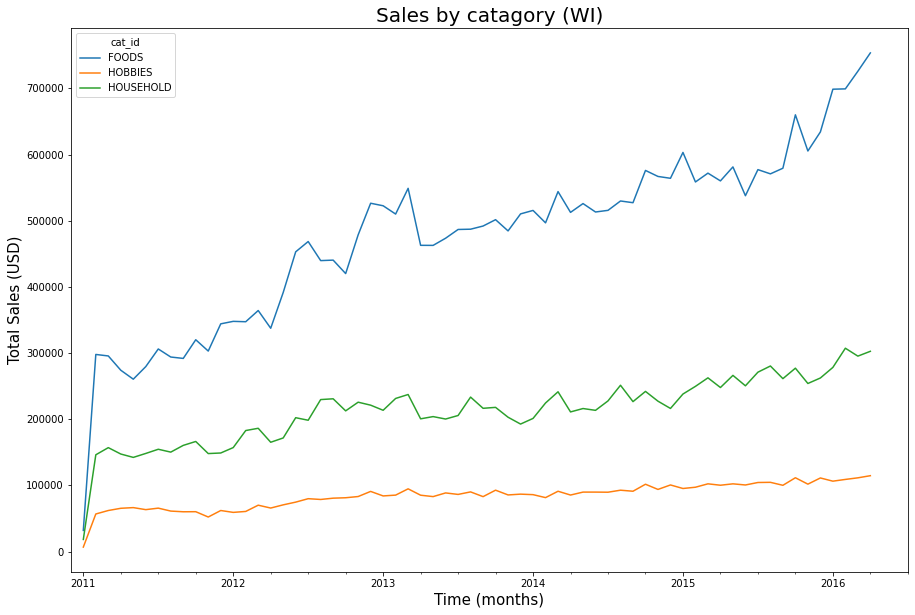 Sales by catagory (WI)
cat_id
FOODS
HOBBIES
HOUSEHOLD
Total Sales (USD)
700000
600000
500000
400000
300000
200000
100000
0
2011 2012 2013 2014 2015 2016
Time (months)